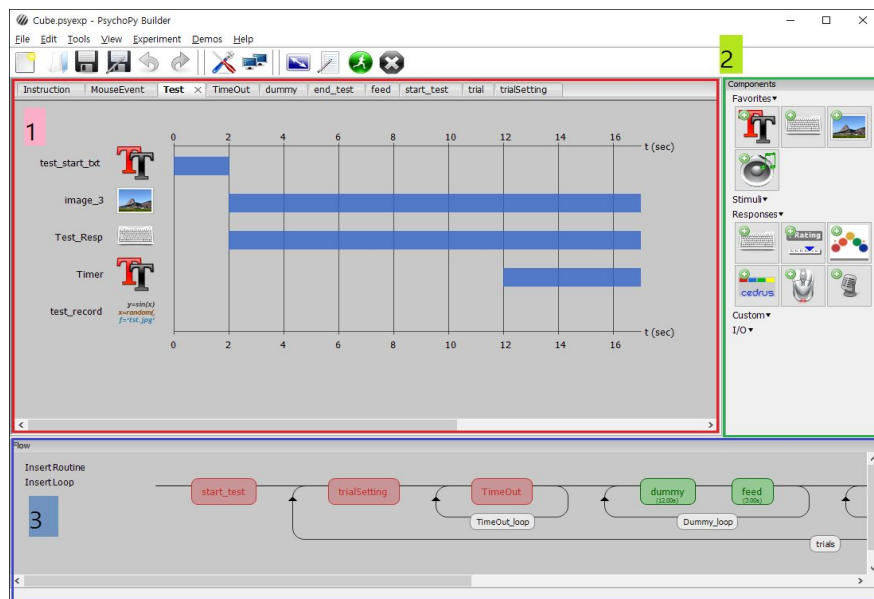 Cube.psyexp - PsychoPy Builder
File Edit Tools View Experiment Demos Help
2
Instruction MouseEvent Test TimeOut dummy end_test feed start_test trial trialSetting
Components
Favorites
1
0 2 4 6 8 10 12 14 16
t (sec)
test_start_txt
TT
image_3
Test_Resp
Timer
TT
test_record
y=sin(x)
x=random(,
f='tst.jpg'
t (sec)
0 2 4 6 8 10 12 14 16
TT
Stimuli
Responses
Rating
cedrus
Custom
I/O
Flow
Insert Routine
Insert Loop
3
start_test trialSetting TimeOut dummy feed
(12.00s) (3.00s)
TimeOut_loop Dummy_loop
trials